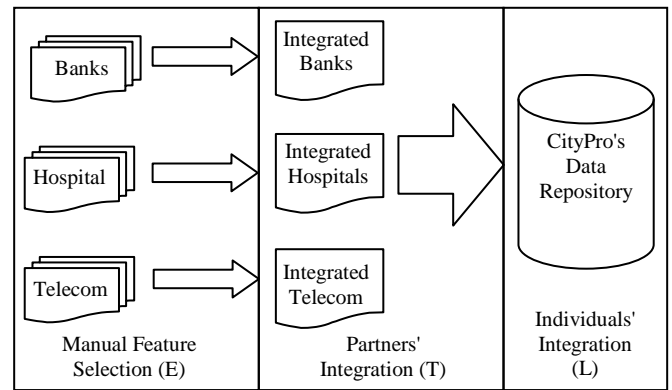 Banks
Hospital
Telecom
Manual Feature
Selection (E)
Integrated
Banks
Integrated
Hospitals
Integrated
Telecom
Partners'
Integration (T)
CityPro's
Data
Repository
Individuals'
Integration
(L)